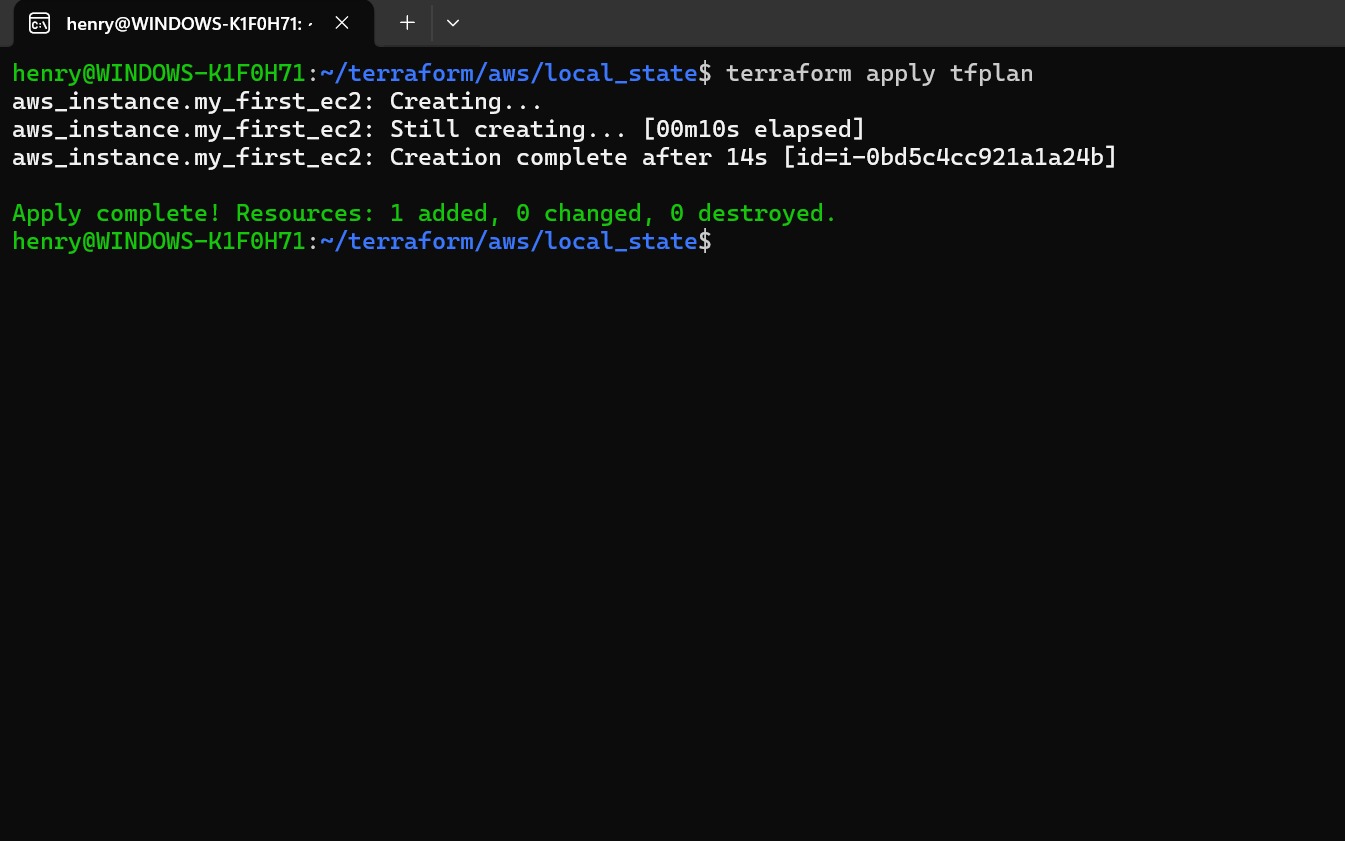 henry@WINDOWS-K1F0H71: ~
henry@WINDOWS-K1F0H71:~/terraform/aws/local_state$ terraform apply tfplan
aws_instance.my_first_ec2: Creating...
aws_instance.my_first_ec2: Still creating... [00m10s elapsed]
aws_instance.my_first_ec2: Creation complete after 14s [id=i-0bd5c4cc921a1a24b]
Apply complete! Resources: 1 added, 0 changed, 0 destroyed.
henry@WINDOWS-K1F0H71:~/terraform/aws/local_state$